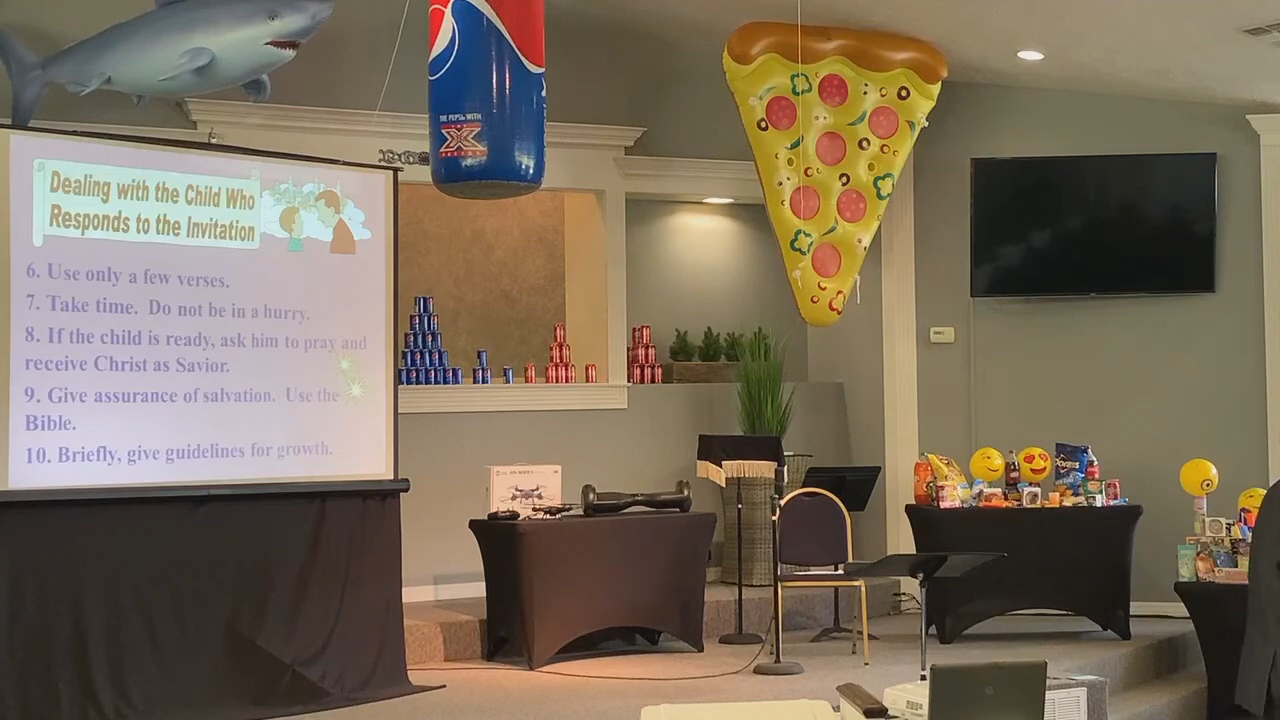 THE PEPSI WITH
THE
X
FACTOR
Dealing with the Child Who
Responds to the Invitation
6. Use only a few verses.
7. Take time. Do not be in a hurry.
8. If the child is ready, ask him to pray and
receive Christ as Savior.
9. Give assurance of salvation. Use the
Bible.
10. Briefly, give guidelines for growth.
Doritos